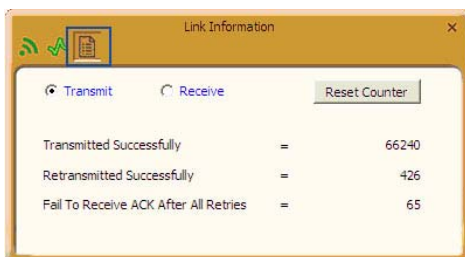 Link Information
Transmit Receive Reset Counter
Transmitted Successfully = 66240
Retransmitted Successfully = 426
Fail To Receive ACK After All Retries = 65